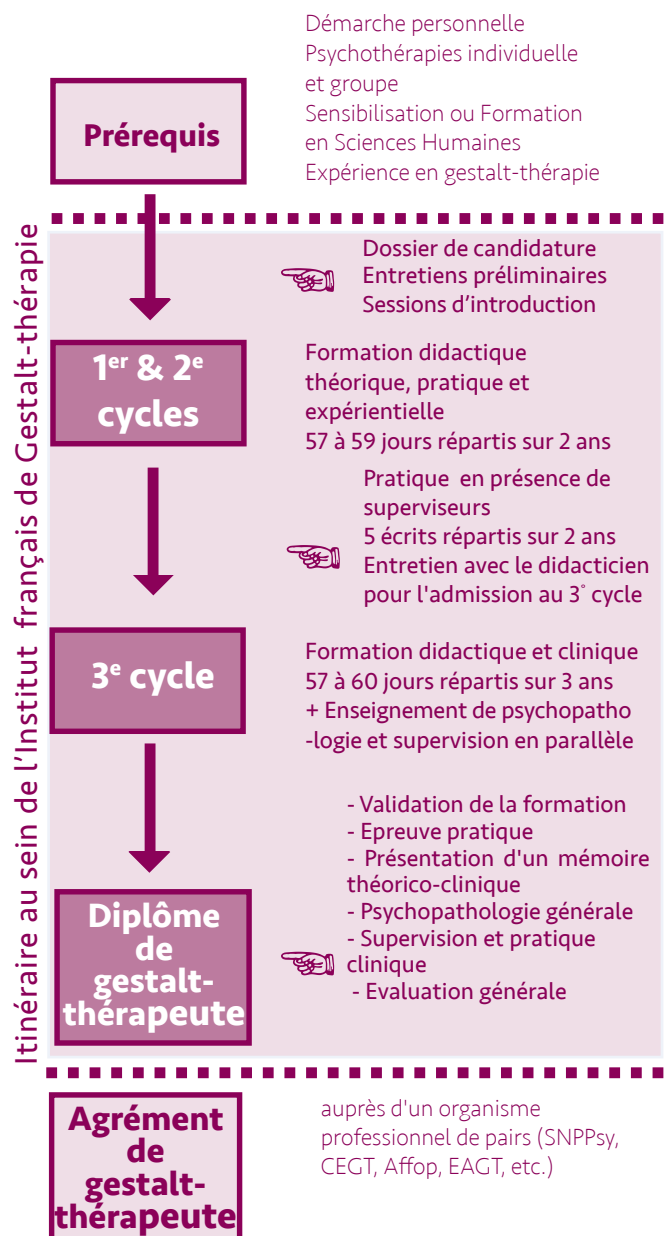 Démarche personnelle
Psychothérapies individuelle
et groupe
Sensibilisation ou Formation
en Sciences Humaines
Expérience en gestalt-thérapie
Prérequis
Itinéraire au sein de l’Institut français de Gestalt-thérapie
Dossier de candidature
Entretiens préliminaires
Sessions d’introduction
1er & 2e
cycles
Formation didactique
théorique, pratique et
expérientielle
57 à 59 jours répartis sur 2 ans
Pratique en présence de
superviseurs
5 écrits répartis sur 2 ans
Entretien avec le didacticien
pour l'admission au 3° cycle
3e cycle
Formation didactique et clinique
57 à 60 jours répartis sur 3 ans
+ Enseignement de psychopatho
-logie et supervision en parallèle
- Validation de la formation
- Epreuve pratique
- Présentation d'un mémoire
théorico-clinique
- Psychopathologie générale
- Supervision et pratique
clinique
- Evaluation générale
Diplôme
de
gestalt-
thérapeute
Agrément
de
gestalt-
thérapeute
auprès d'un organisme
professionnel de pairs (SNPPsy,
CEGT, Affop, EAGT, etc.)